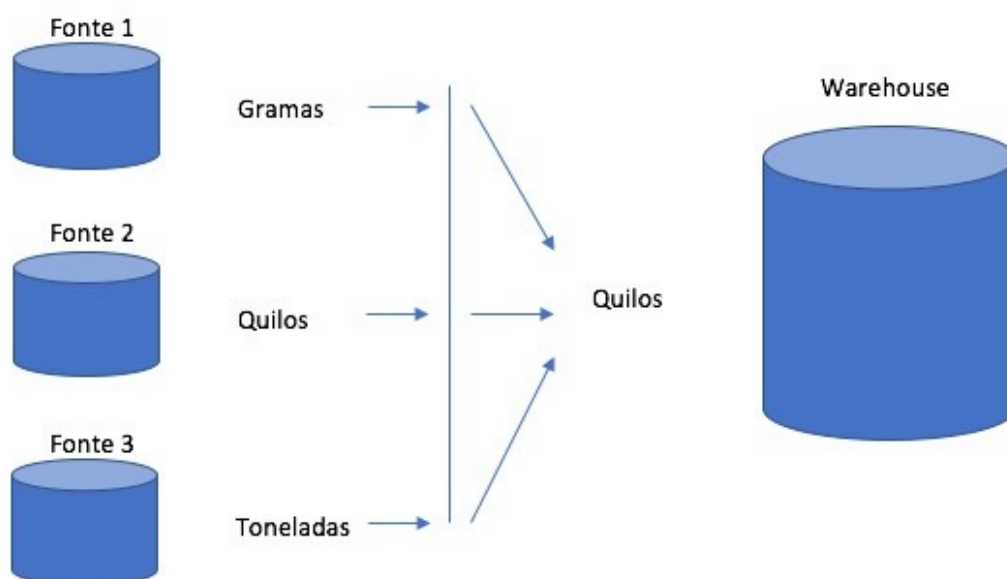 Fonte 1
Gramas
Warehouse
Fonte 2
Quilos
Quilos
Fonte 3
Toneladas